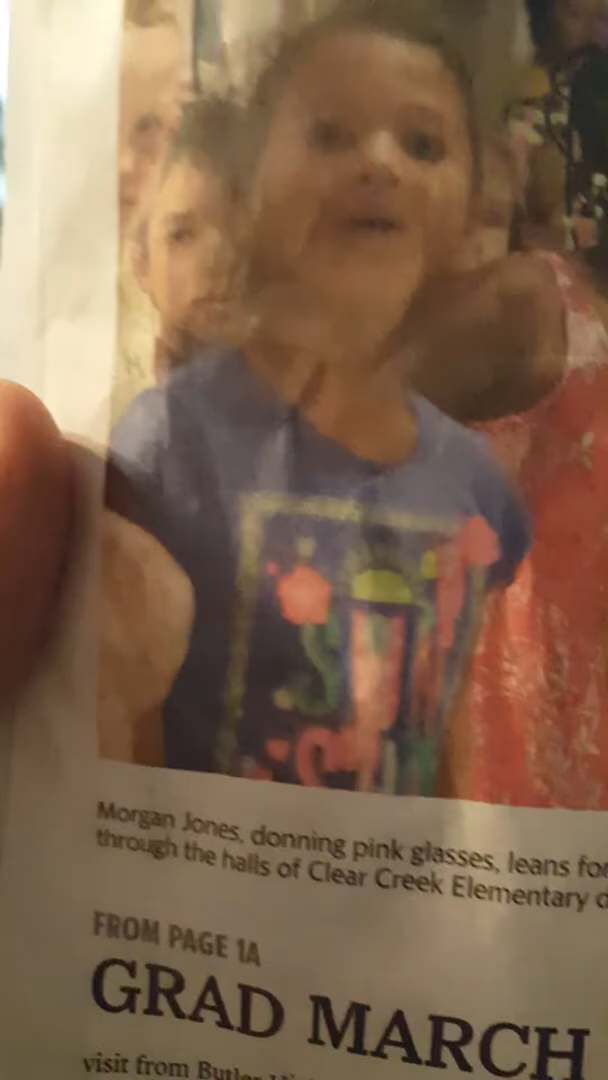 Morgan Jones, donning pink glasses, leans for
through the halls of Clear Creek Elementary
FROM PAGE 1A
GRAD MARCH
visit from Butler